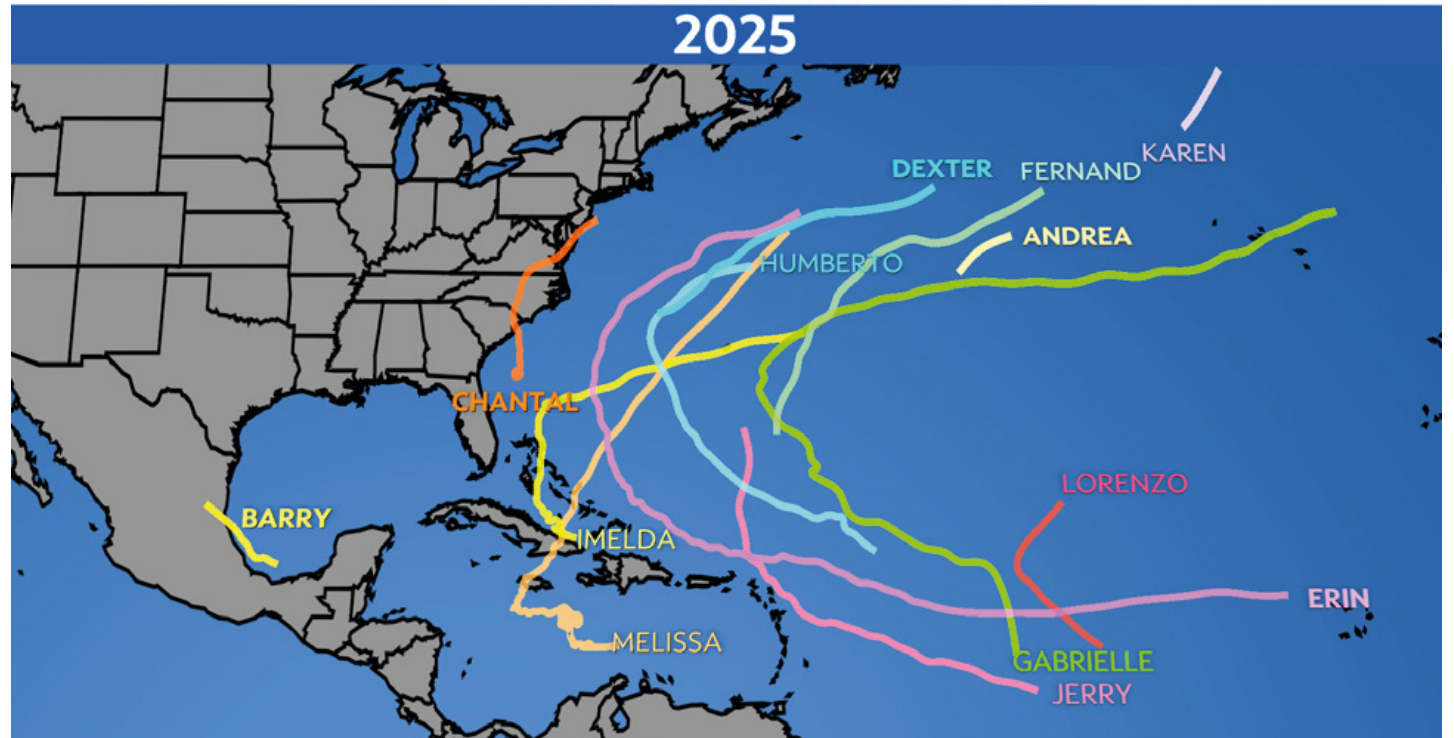 2025
KAREN
DEXTER
FERNAND
ANDREA
HUMBERTO
CHANTAL
LORENZO
BARRY
IMELDA
ERIN
MELISSA
GABRIELLE
JERRY